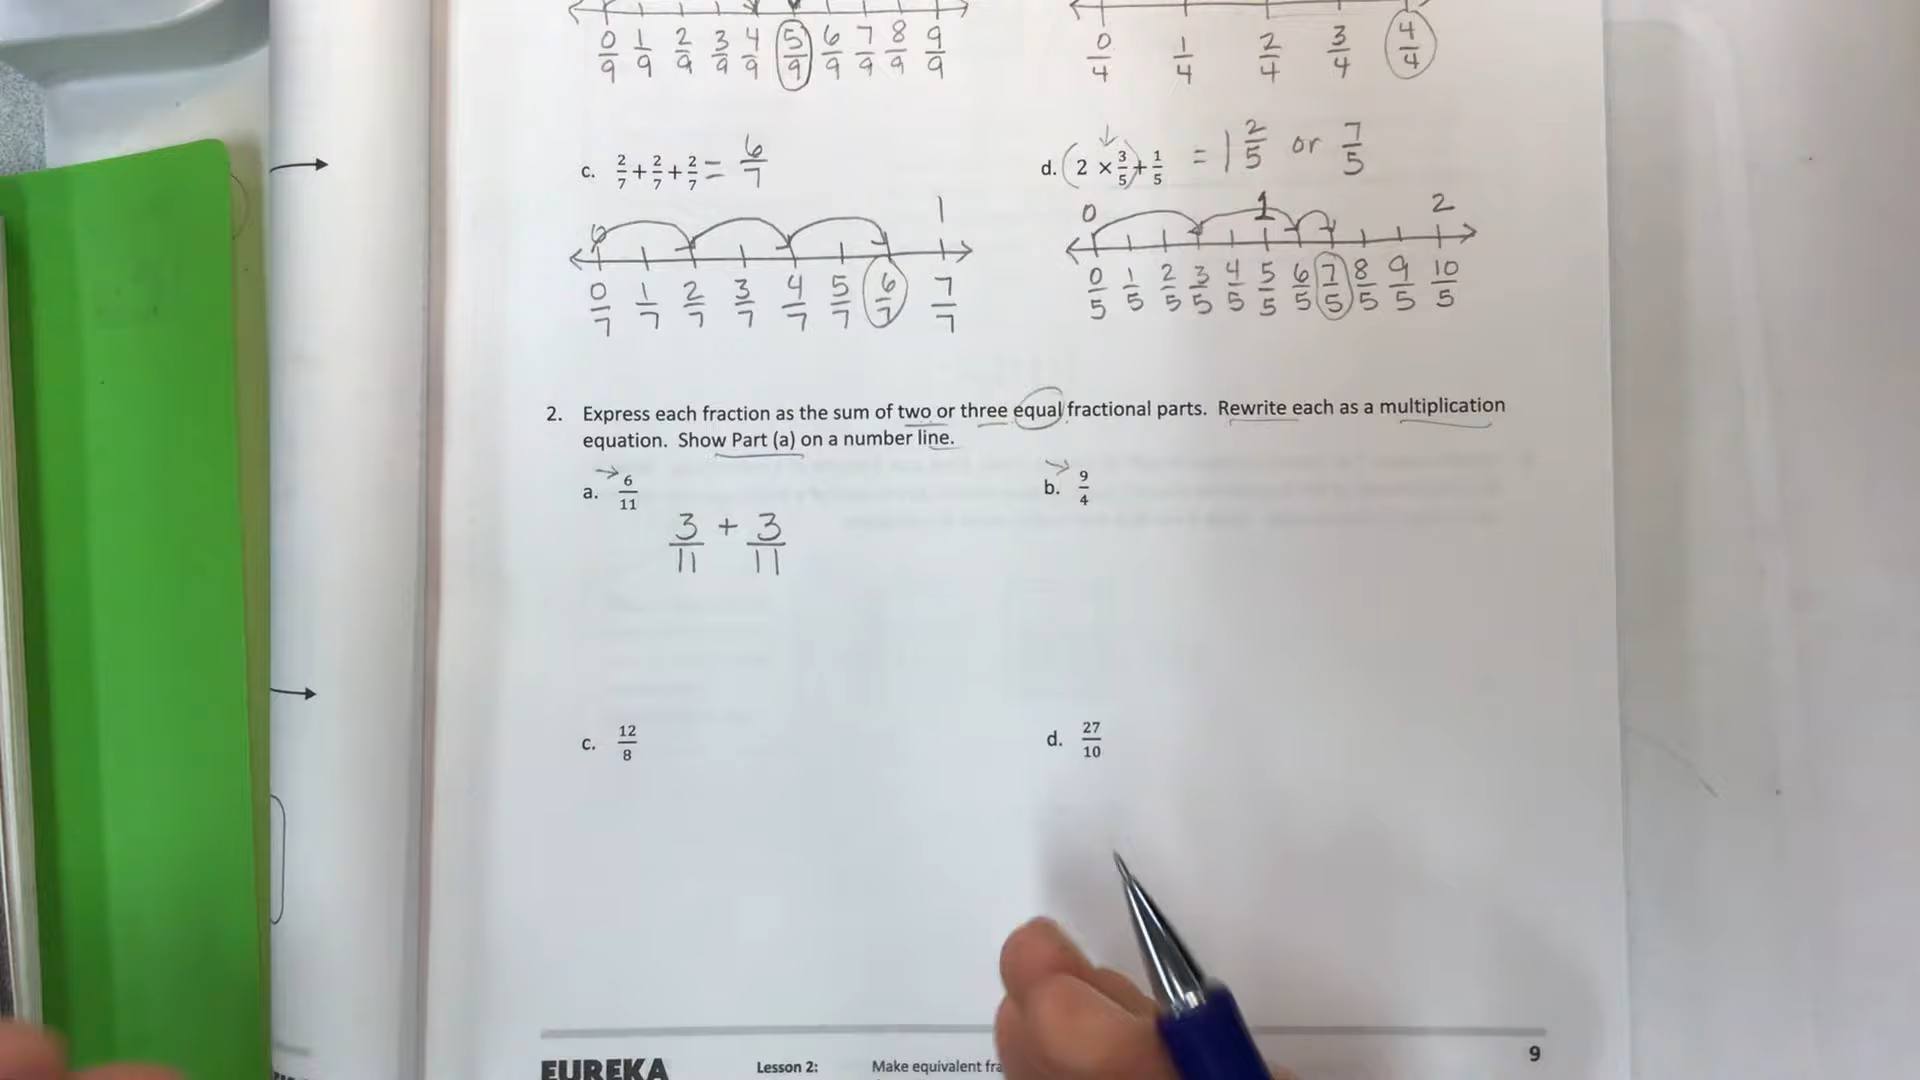 0/9 1/9 2/9 3/9 4/9 5/9 6/9 7/9 8/9 9/9
0/4 1/4 2/4 3/4 4/4
c. 2/7 + 2/7 + 2/7 = 6/7
0 1
0/7 1/7 2/7 3/7 4/7 5/7 6/7 7/7
d. (2 × 3/5) + 1/5 = 1 2/5 or 7/5
0 1 2
0/5 1/5 2/5 3/5 4/5 5/5 6/5 7/5 8/5 9/5 10/5
2. Express each fraction as the sum of two or three equal fractional parts. Rewrite each as a multiplication
equation. Show Part (a) on a number line.
a. 6/11
3/11 + 3/11
b. 9/4
c. 12/8
d. 27/10
EUREKA
Lesson 2:
Make equivalent
9